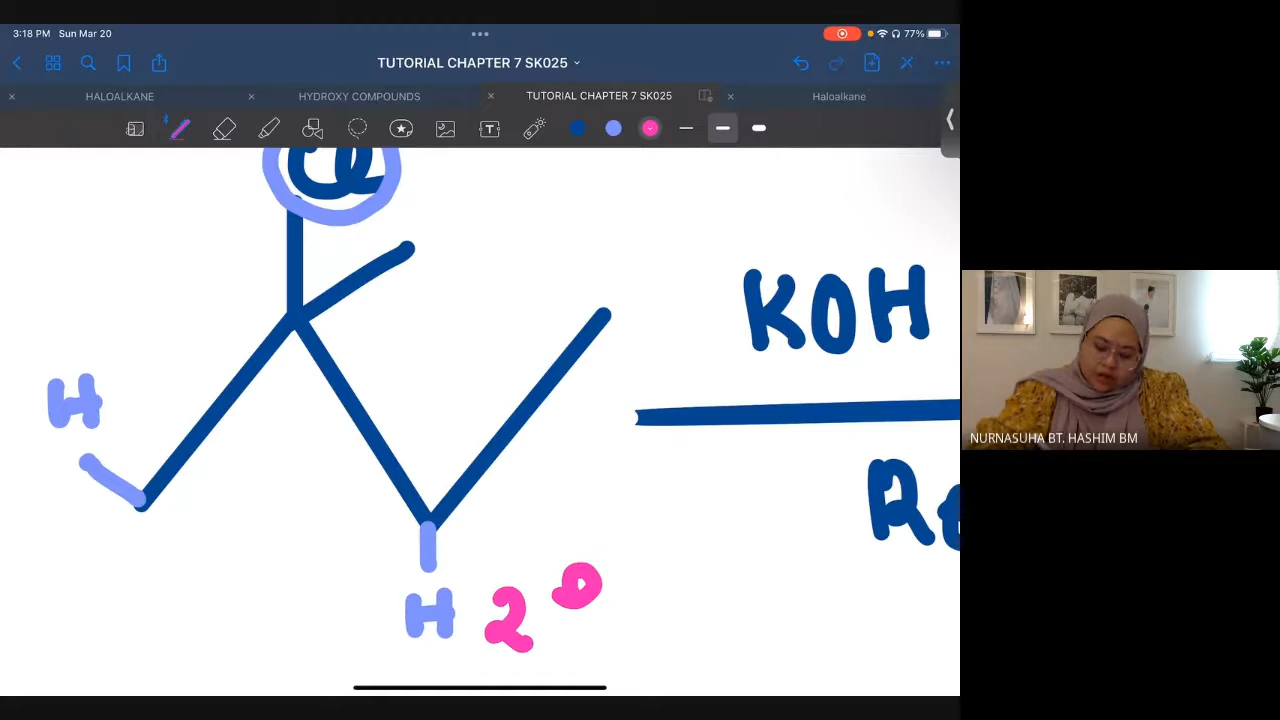 3:18 PM Sun Mar 20
77%
TUTORIAL CHAPTER 7 SK025
HALOALKANE
HYDROXY COMPOUNDS
TUTORIAL CHAPTER 7 SK025
Haloalkane
Cl
KOH
H
H
2°
NURNASUHA BT. HASHIM BM